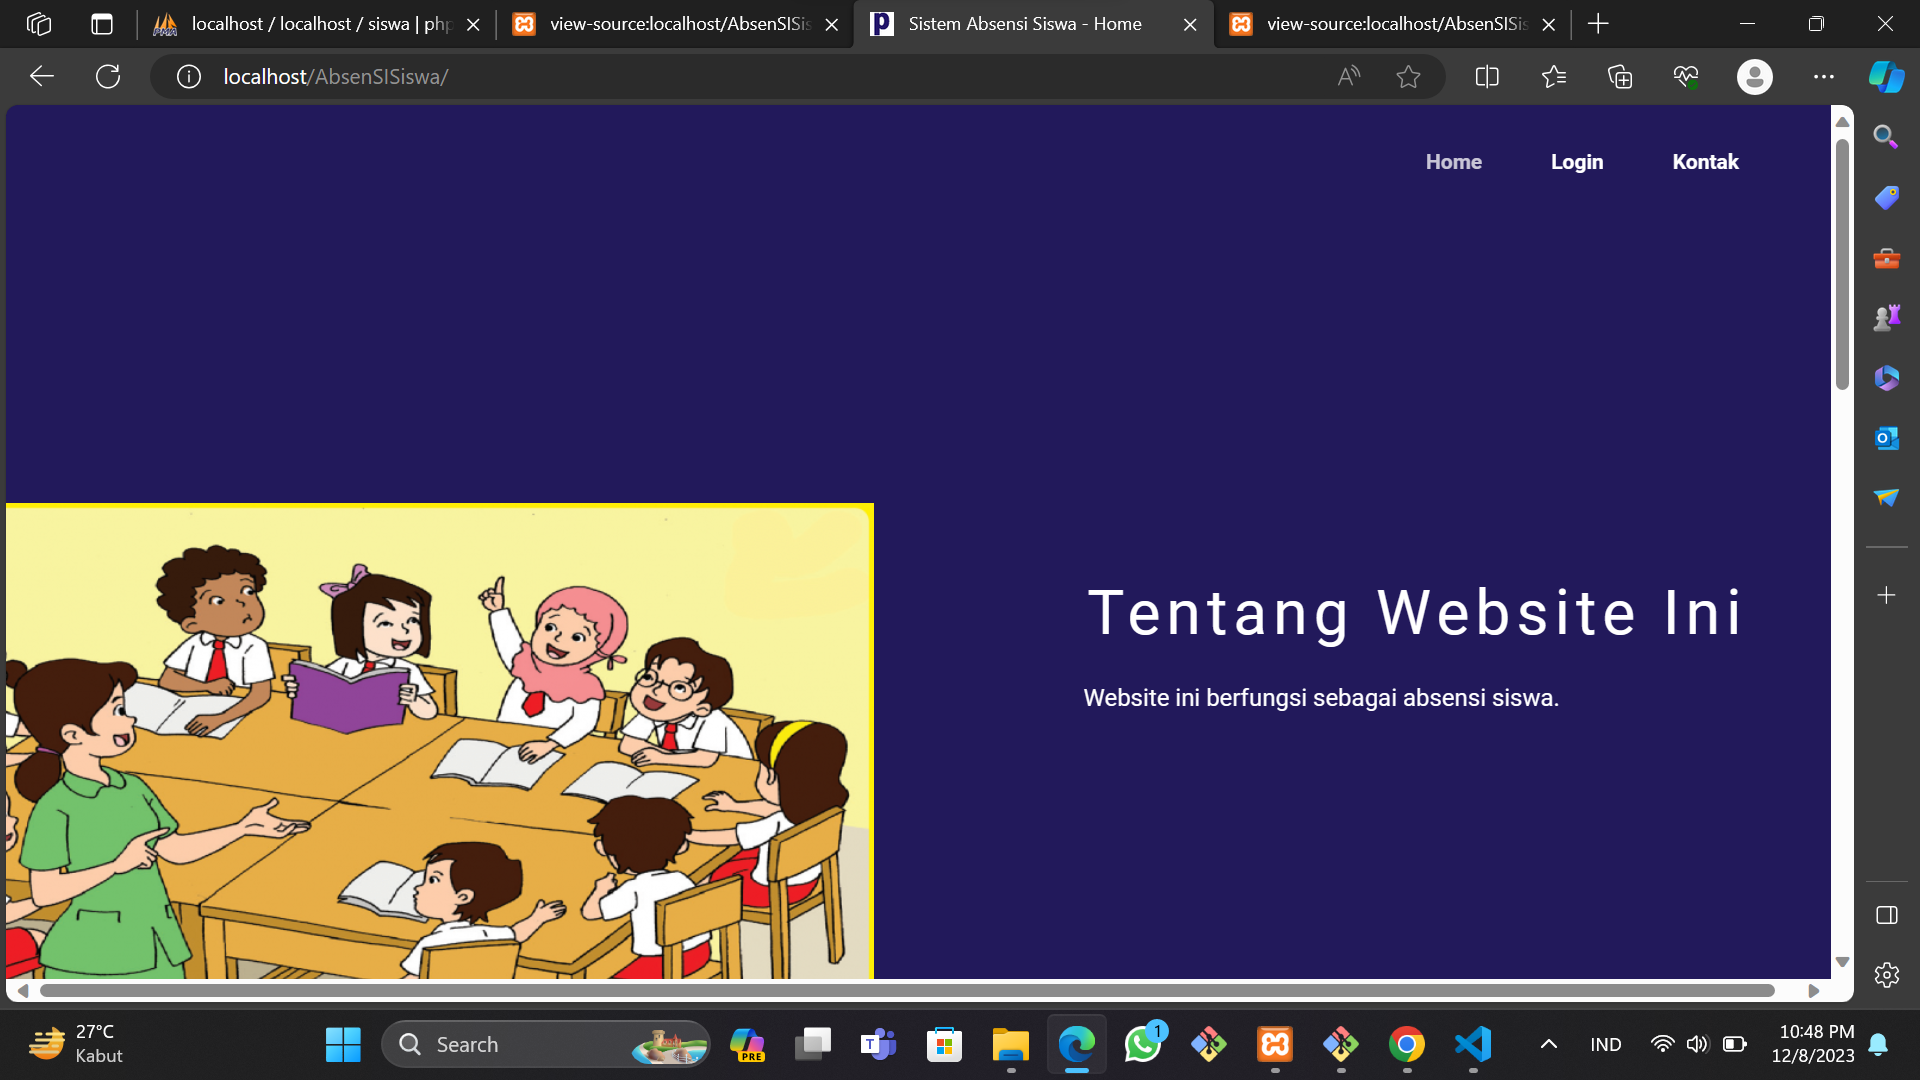 localhost / localhost / siswa | php
view-source:localhost/AbsenSISis
Sistem Absensi Siswa - Home
view-source:localhost/AbsenSISis
localhost/AbsenSISiswa/
Home Login Kontak
Tentang Website Ini
Website ini berfungsi sebagai absensi siswa.
27°C
Kabut
Search
PRE
1
IND
10:48 PM
12/8/2023